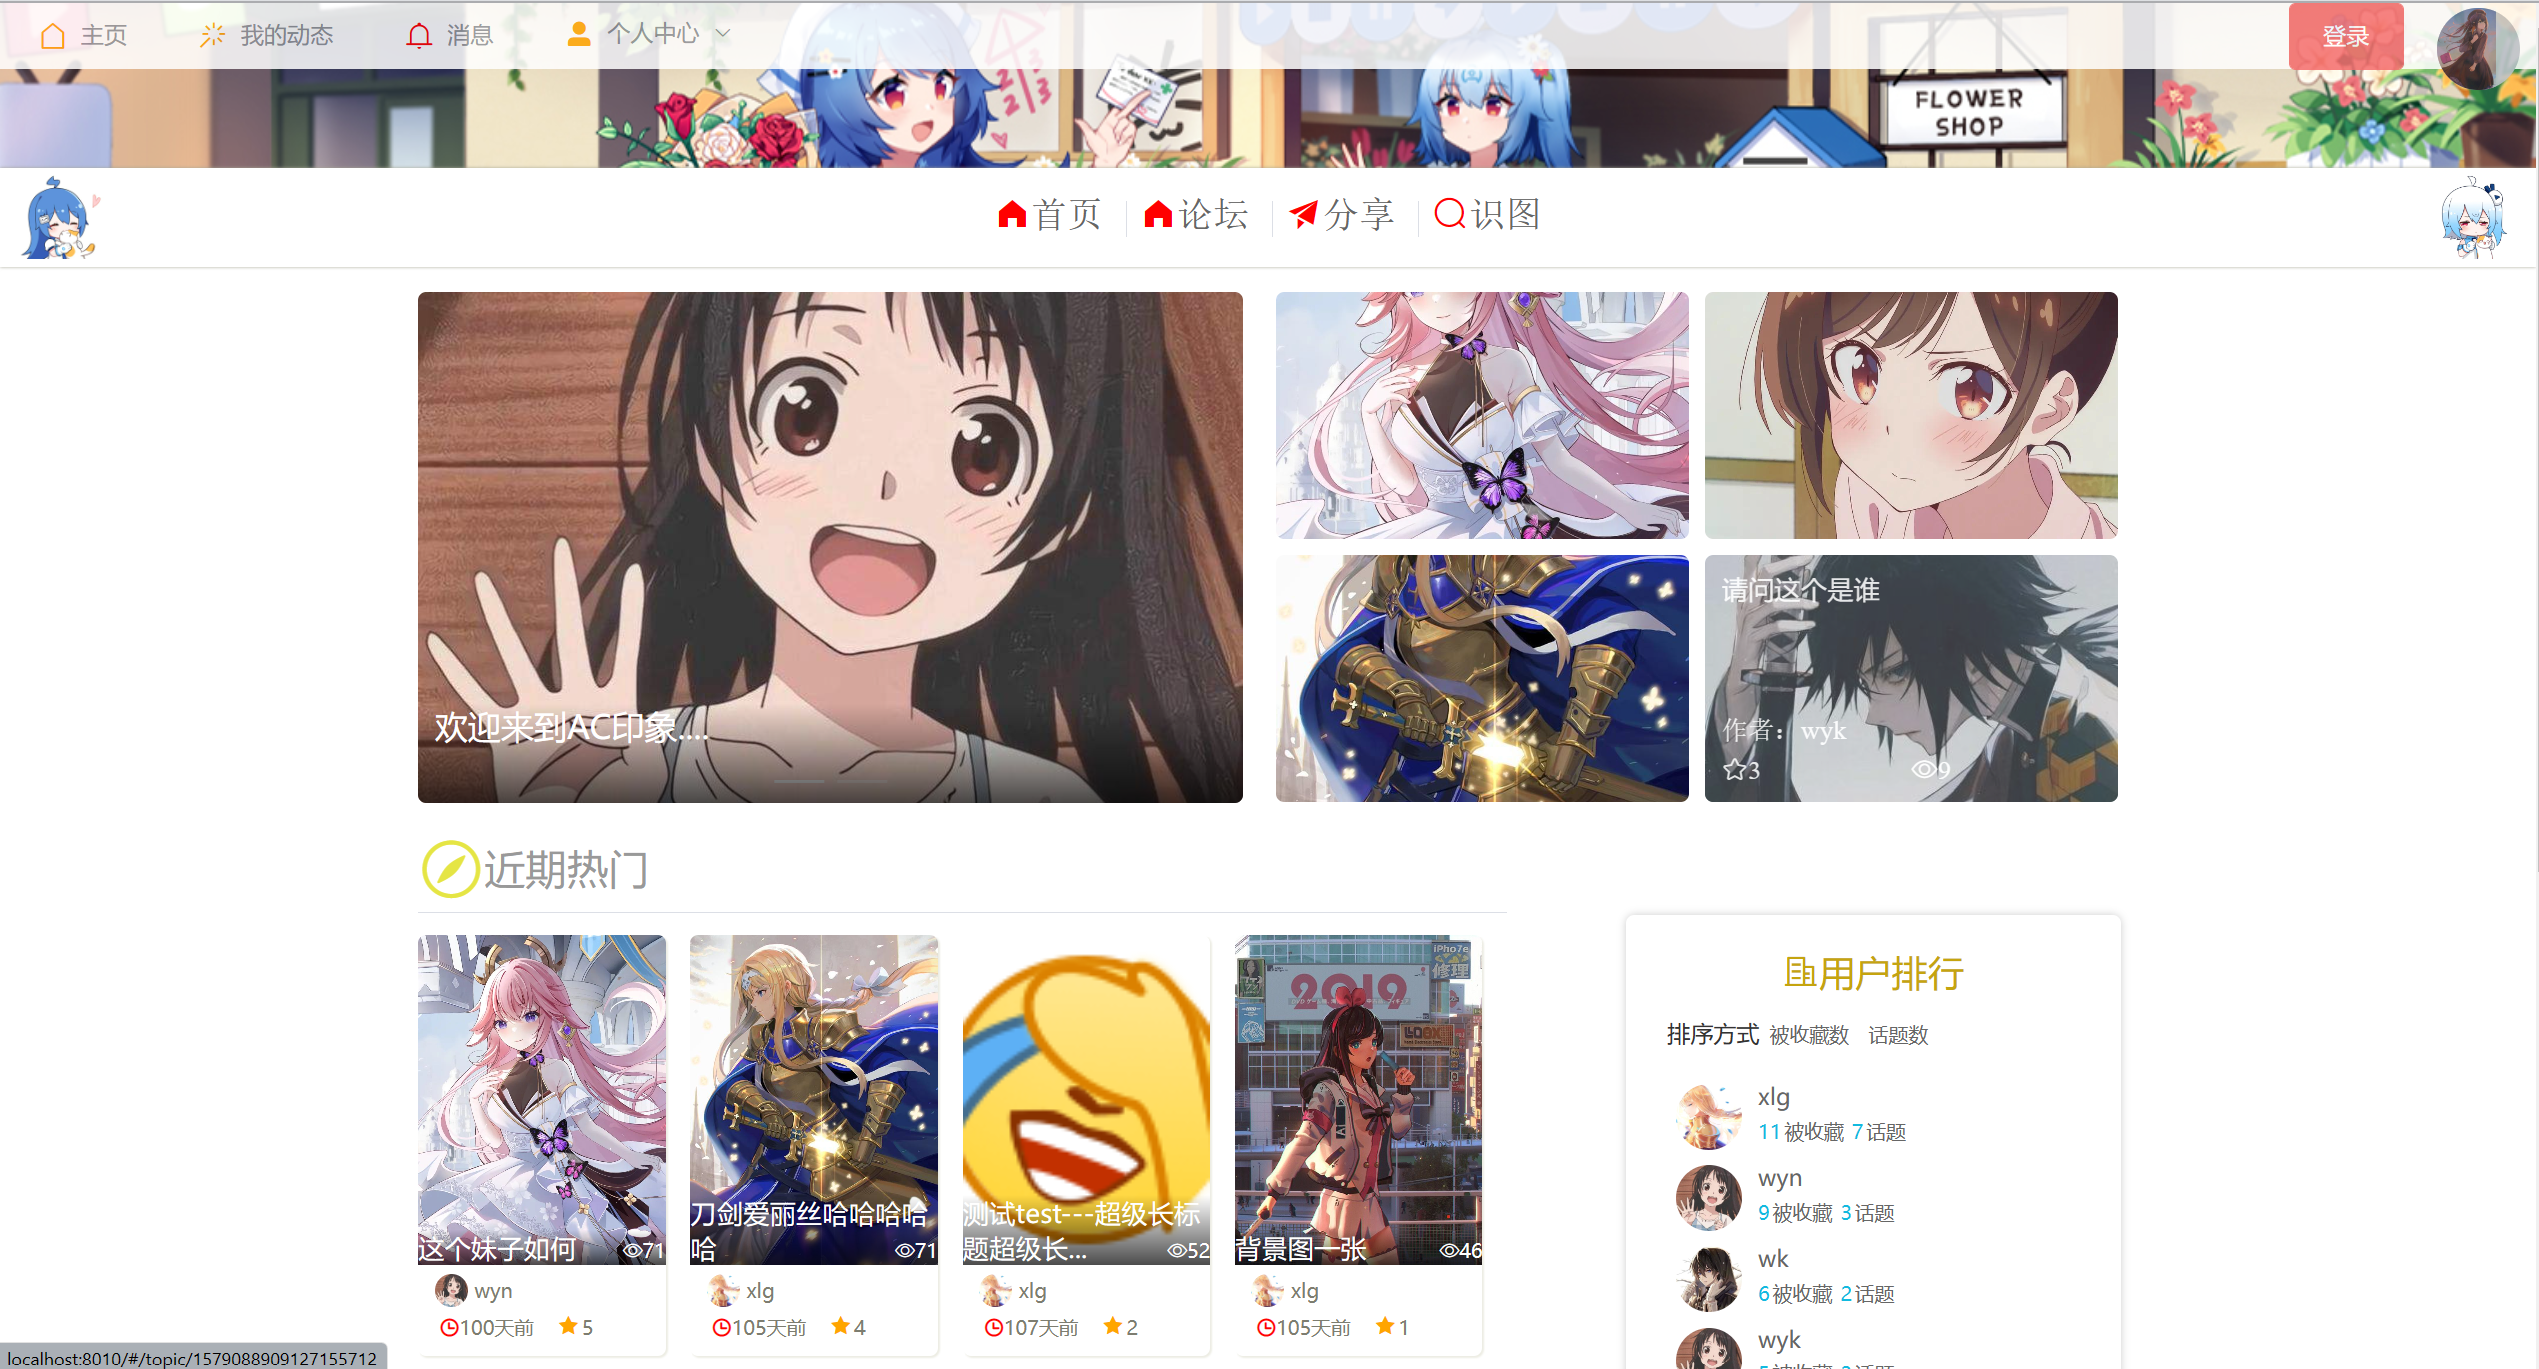 主页 我的动态 消息 个人中心 登录
2/3
2/3
FLOWER
SHOP
首页 论坛 分享 识图
请问这个是谁
欢迎来到AC印象....
作者：wyk
3 9
近期热门
用户排行
排序方式 被收藏数 话题数
iPho7e
修理
2019
这个妹子如何 71
刀剑爱丽丝哈哈哈哈
哈 71
测试test---超级长标
题超级长... 52
背景图一张 46
wyn
100天前 5
xlg
105天前 4
xlg
107天前 2
xlg
105天前 1
xlg
11被收藏 7话题
wyn
9被收藏 3话题
wk
6被收藏 2话题
wyk
localhost:8010/#/topic/1579088909127155712